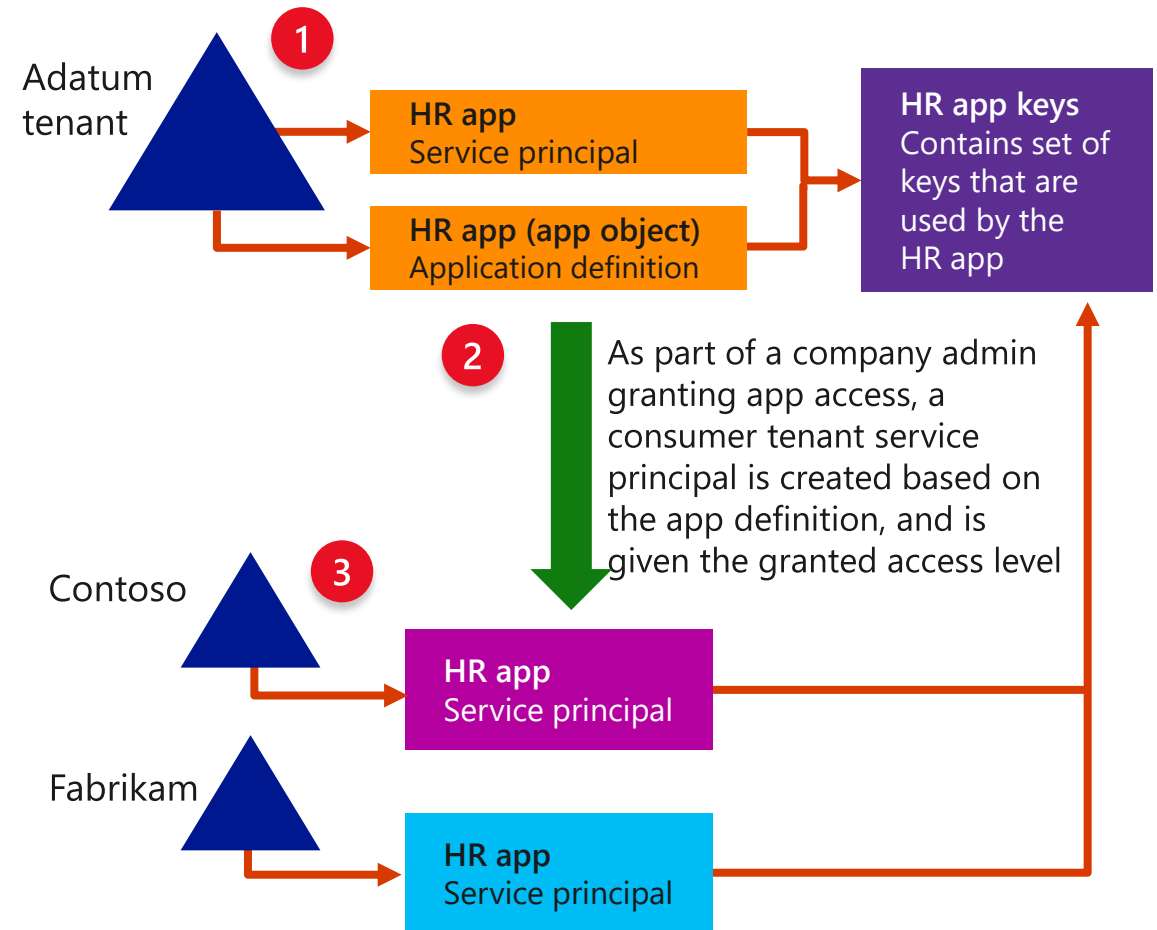 1
Adatum
tenant
HR app
Service principal
HR app (app object)
Application definition
HR app keys
Contains set of
keys that are
used by the
HR app
2
As part of a company admin
granting app access, a
consumer tenant service
principal is created based on
the app definition, and is
given the granted access level
3
Contoso
HR app
Service principal
Fabrikam
HR app
Service principal